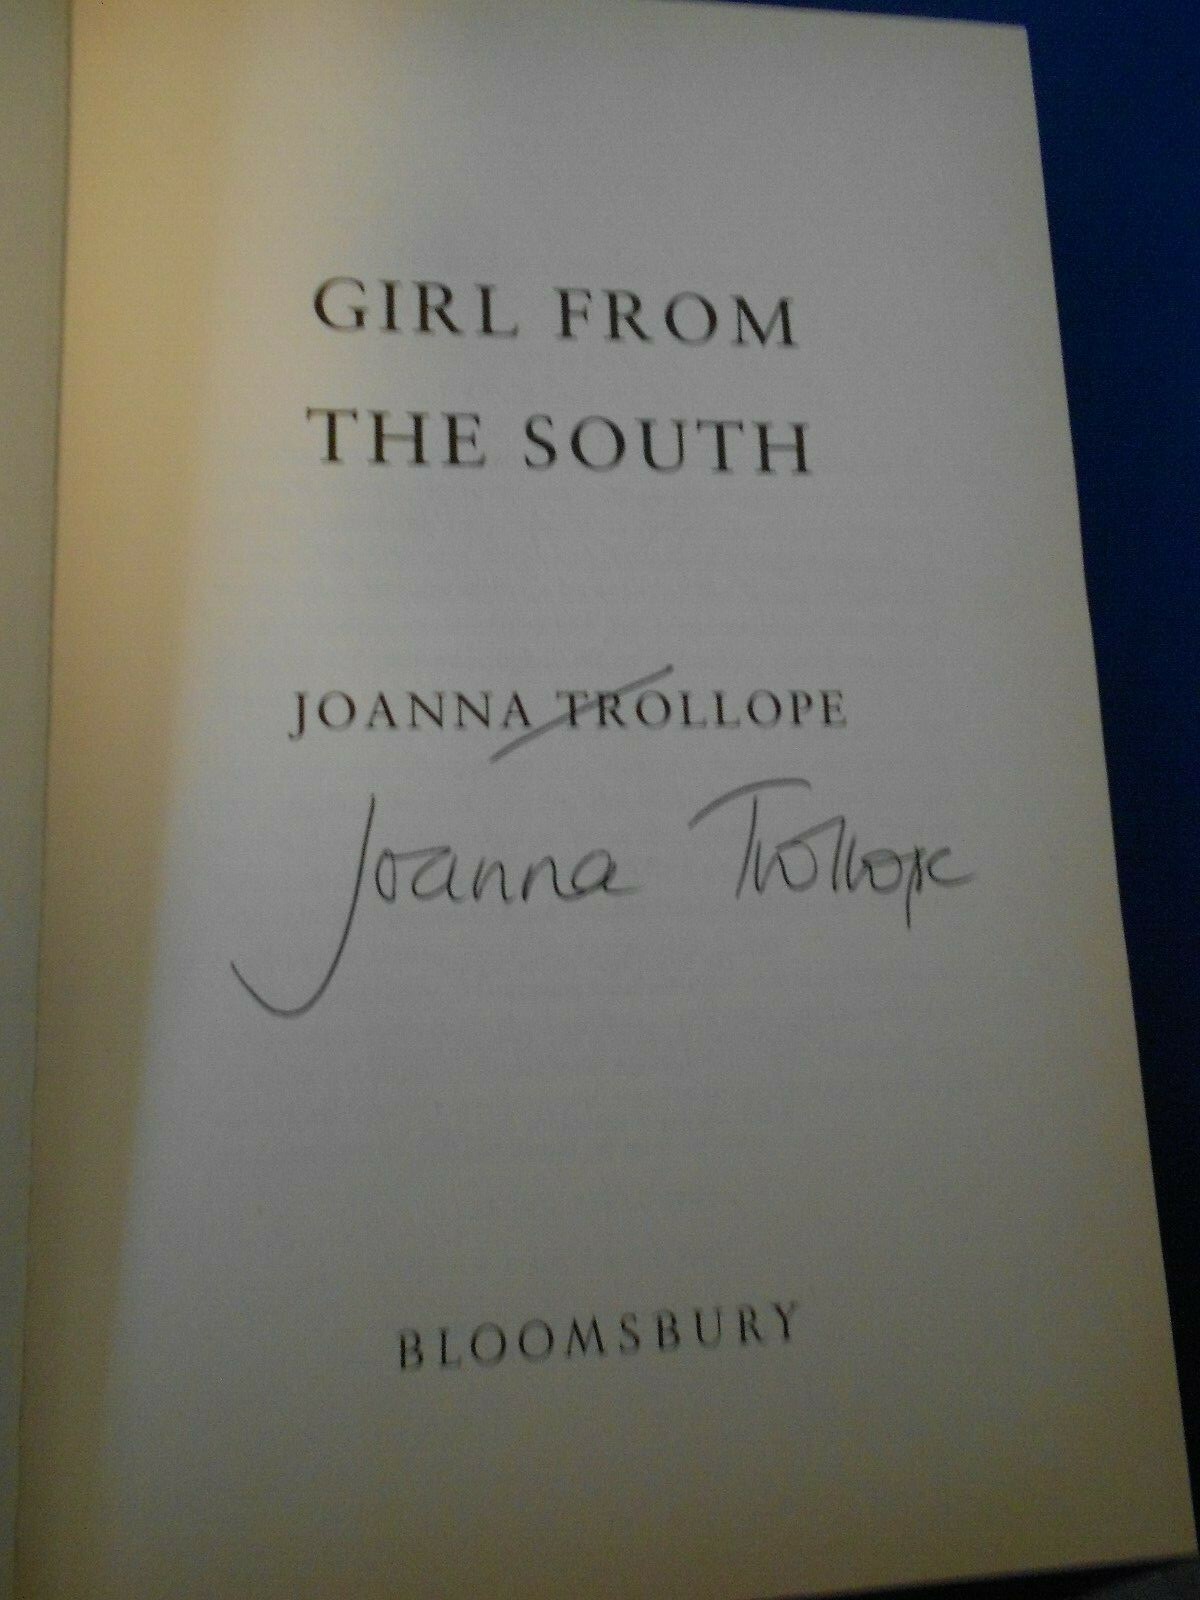 GIRL FROM
THE SOUTH
JOANNA TROLLOPE
Joanna Trollope
BLOOMSBURY